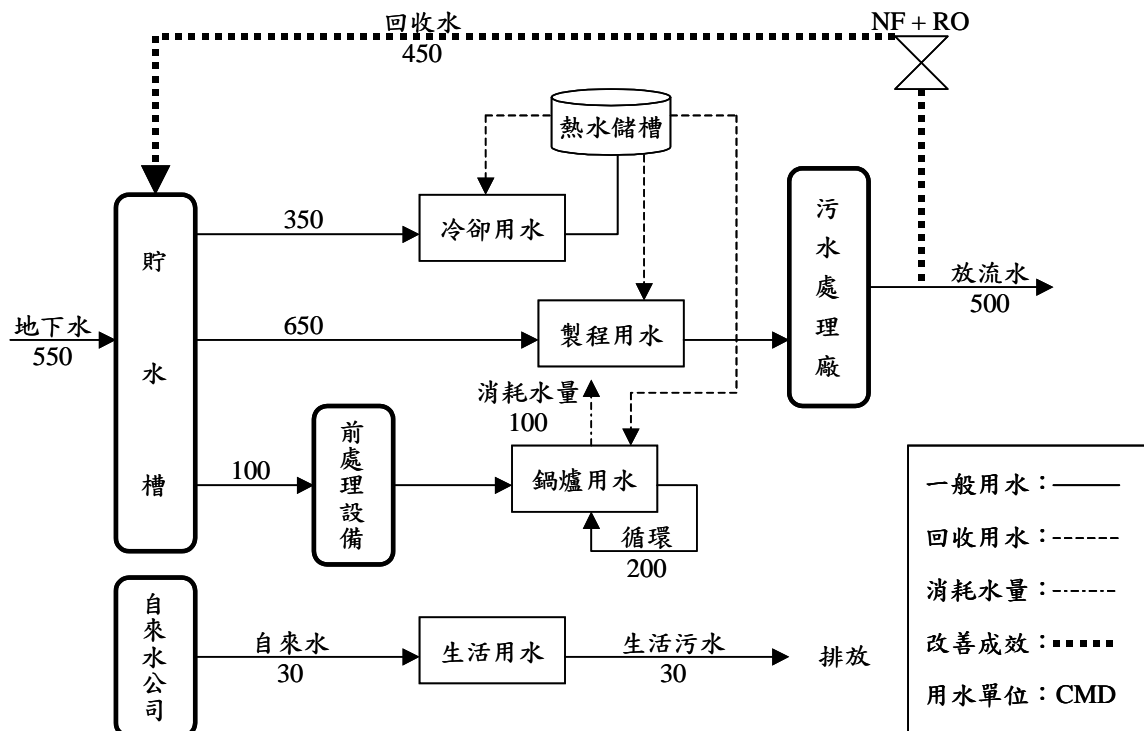 回收水
450
NF + RO
熱水儲槽
350
冷卻用水
污水處理廠
放流水
500
貯水槽
地下水
550
650
製程用水
消耗水量
100
100
前處理設備
鍋爐用水
循環
200
自來水公司
自來水
30
生活用水
生活污水
30
排放
一般用水：
回收用水：
消耗水量：
改善成效：
用水單位：CMD